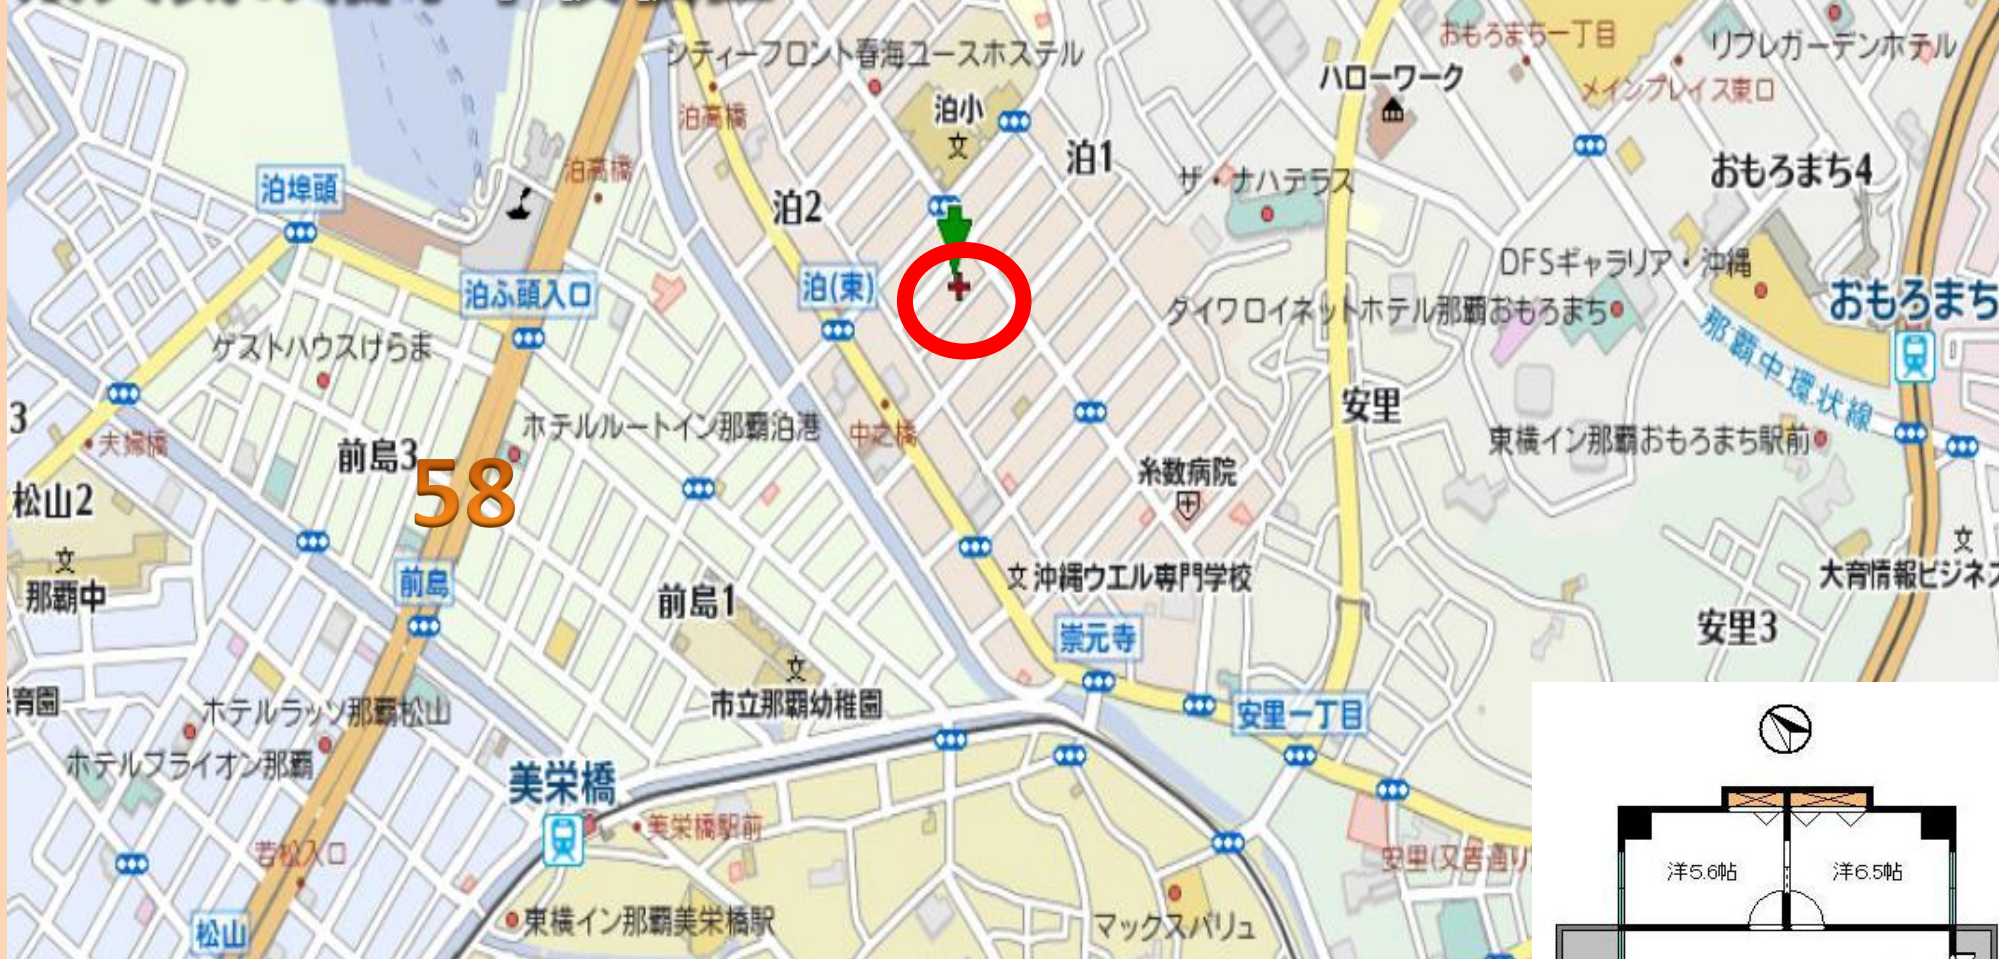 おもろまち一丁目
リブレガーデンホテル
シティーフロント春海ユースホステル
ハローワーク
メインプレイス東口
泊高橋
泊小
文
泊1
おもろまち4
泊高橋
泊埠頭
ザ・ナハテラス
泊2
DFSギャラリア・沖縄
泊ふ頭入口
泊(東)
おもろまち
ダイワロイネットホテル那覇おもろまち
那覇中環状線
ゲストハウスけらま
3
夫婦橋
前島3
ホテルルートイン那覇泊港
中之橋
安里
東横イン那覇おもろまち駅前
58
糸数病院
松山2
文
那覇中
前島
前島1
文 沖縄ウエル専門学校
文
大育情報ビジネス
安里3
崇元寺
文
市立那覇幼稚園
育園
ホテルラッソ那覇松山
安里一丁目
ホテルブライオン那覇
美栄橋
美栄橋駅前
若松入口
安里(又吉通り
洋5.6帖
洋6.5帖
松山
東横イン那覇美栄橋駅
マックスバリュ